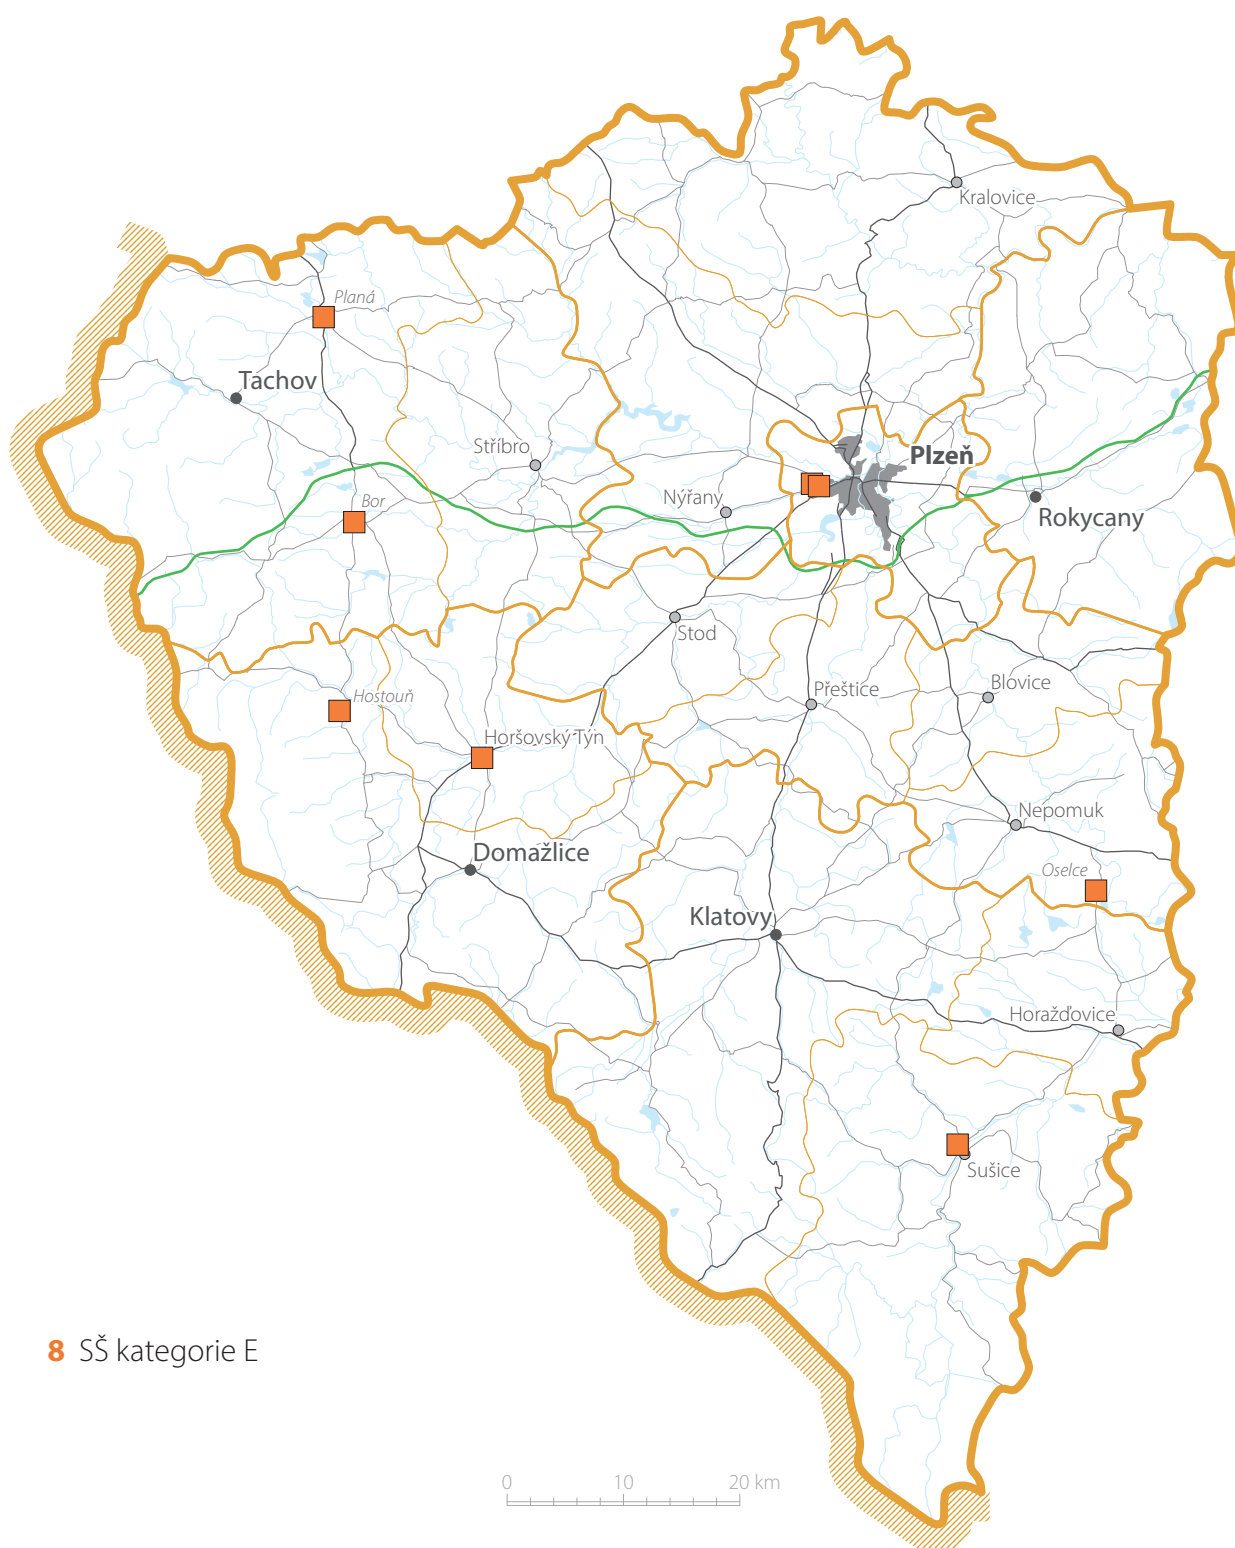 Kralovice
Planá
Tachov
Stříbro
Plzeň
Bor
Nýřany
Rokycany
Stod
Hostouň
Přeštice
Blovice
Horšovský Týn
Nepomuk
Domažlice
Oselce
Klatovy
Horažďovice
Sušice
8 SŠ kategorie E
0 10 20 km